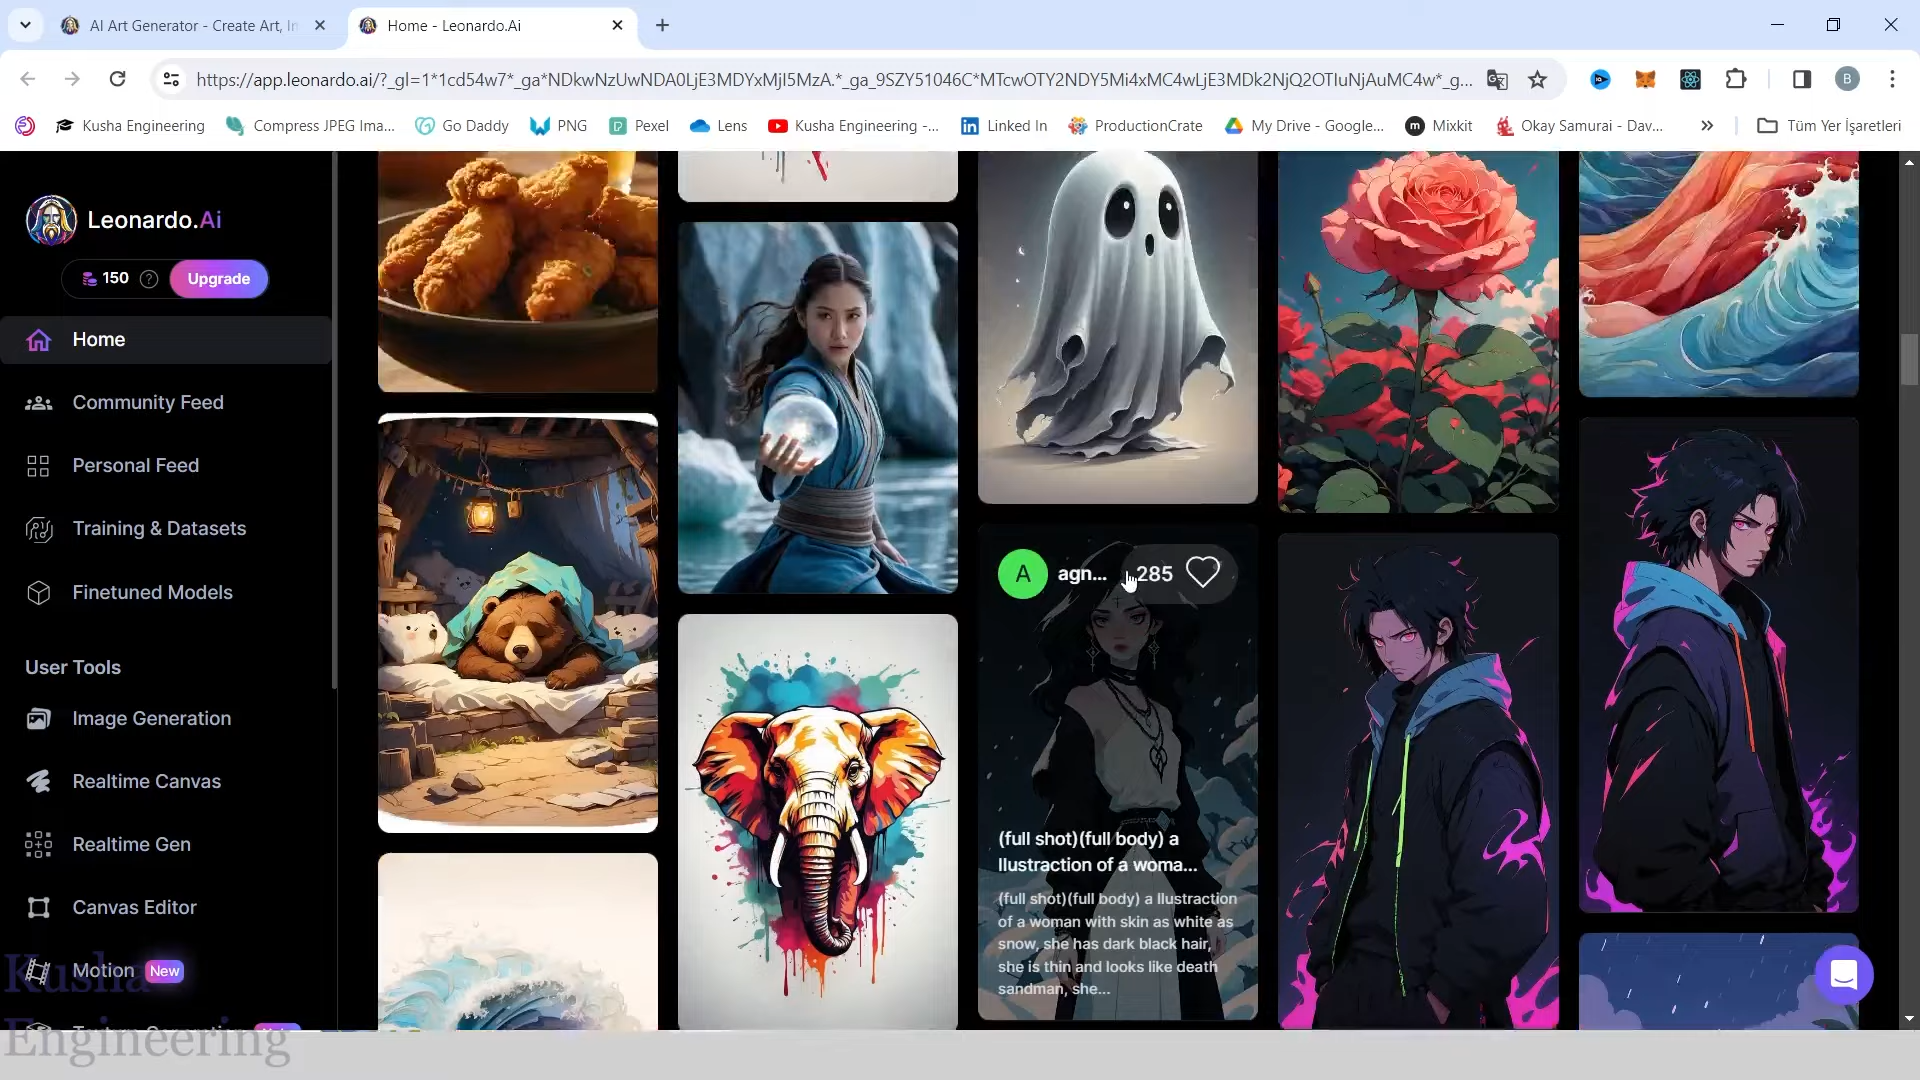 AI Art Generator - Create Art, In
Home - Leonardo.Ai
https://app.leonardo.ai/?_gl=1*1cd54w7*_ga*NDkwNzUwNDA0LjE3MDYxMjI5MzA.*_ga_9SZY51046C*MTcwOTY2NDY5Mi4xMC4wLjE3MDk2NjQ2OTIuNjAuMC4w*_g...
B
Kusha Engineering
Compress JPEG Ima...
Go Daddy
PNG
Pexel
Lens
Kusha Engineering -...
Linked In
ProductionCrate
My Drive - Google...
Mixkit
Okay Samurai - Dav...
Tüm Yer İşaretleri
Leonardo.Ai
150
Upgrade
Home
Community Feed
Personal Feed
Training & Datasets
Finetuned Models
User Tools
Image Generation
Realtime Canvas
Realtime Gen
Canvas Editor
Motion New
Kusha
Engineering
A
agn...
285
(full shot)(full body) a
llustraction of a woma...
(full shot)(full body) a llustraction
of a woman with skin as white as
snow, she has dark black hair,
she is thin and looks like death
sandman, she...